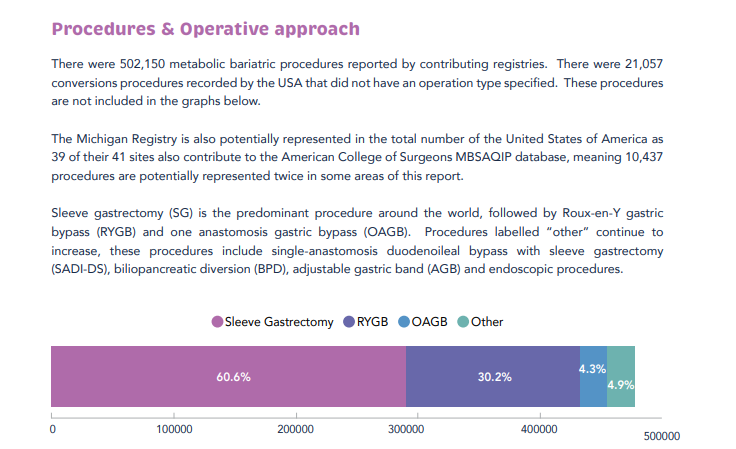 Procedures & Operative approach
There were 502,150 metabolic bariatric procedures reported by contributing registries. There were 21,057
conversions procedures recorded by the USA that did not have an operation type specified. These procedures
are not included in the graphs below.
The Michigan Registry is also potentially represented in the total number of the United States of America as
39 of their 41 sites also contribute to the American College of Surgeons MBSAQIP database, meaning 10,437
procedures are potentially represented twice in some areas of this report.
Sleeve gastrectomy (SG) is the predominant procedure around the world, followed by Roux-en-Y gastric
bypass (RYGB) and one anastomosis gastric bypass (OAGB). Procedures labelled "other" continue to
increase, these procedures include single-anastomosis duodenoileal bypass with sleeve gastrectomy
(SADI-DS), biliopancreatic diversion (BPD), adjustable gastric band (AGB) and endoscopic procedures.
Sleeve Gastrectomy RYGB OAGB Other
60.6% 30.2% 4.3% 4.9%
0 100000 200000 300000 400000 500000